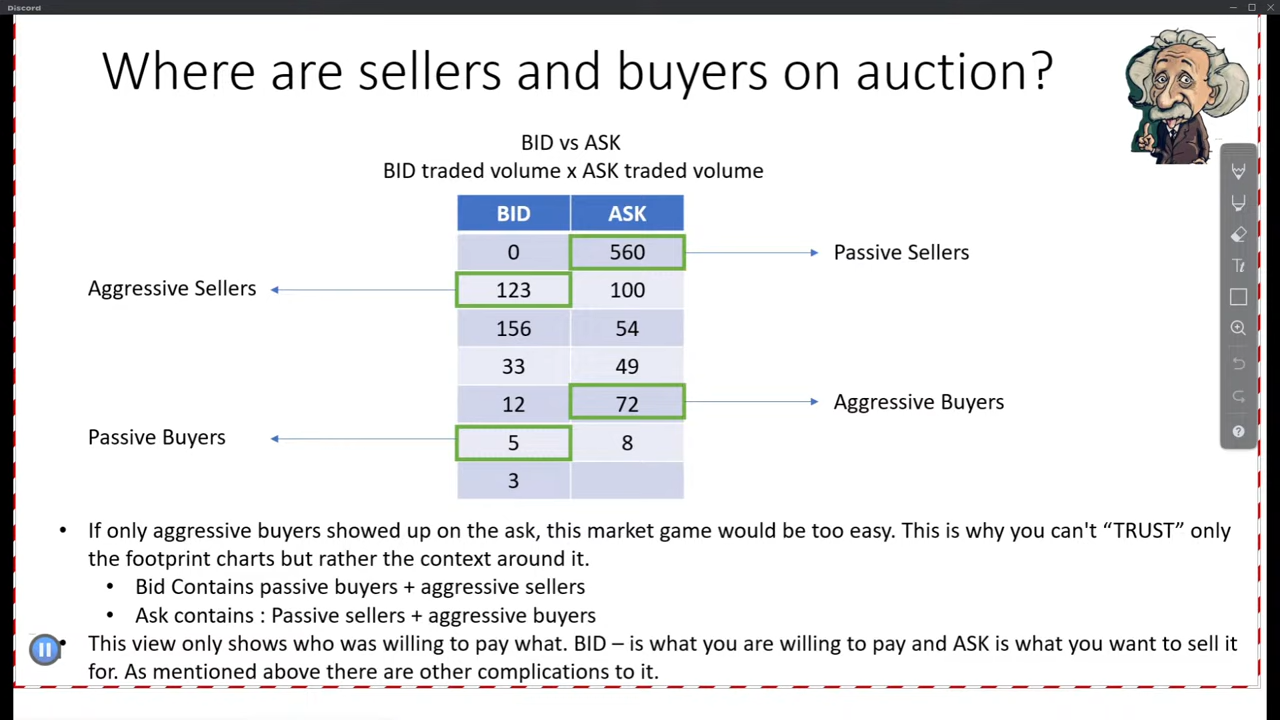 Discord
Where are sellers and buyers on auction?
BID vs ASK
BID traded volume x ASK traded volume
BID ASK
0 560 Passive Sellers
Aggressive Sellers 123 100
156 54
33 49
12 72 Aggressive Buyers
Passive Buyers 5 8
3
• If only aggressive buyers showed up on the ask, this market game would be too easy. This is why you can't “TRUST” only
the footprint charts but rather the context around it.
• Bid Contains passive buyers + aggressive sellers
• Ask contains : Passive sellers + aggressive buyers
• This view only shows who was willing to pay what. BID – is what you are willing to pay and ASK is what you want to sell it
for. As mentioned above there are other complications to it.